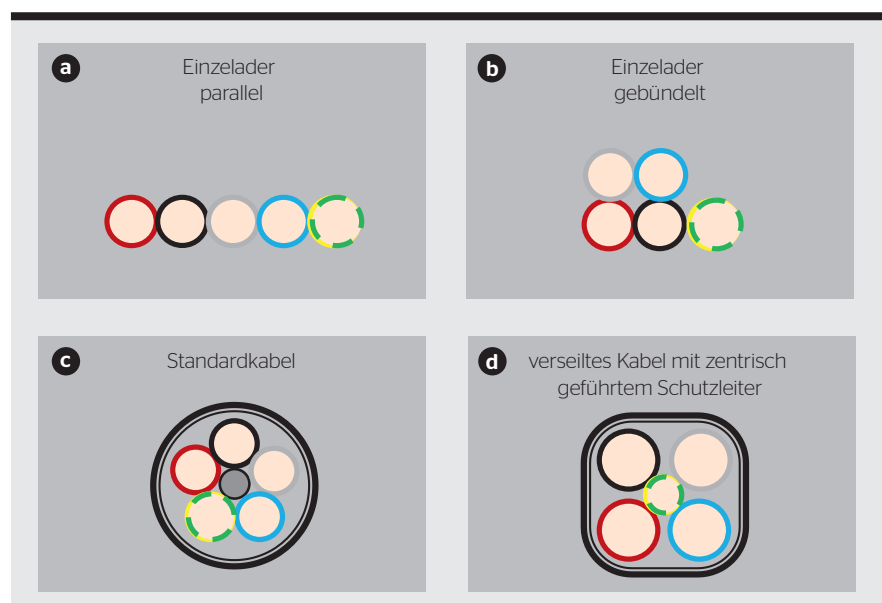 a
Einzelader
parallel
b
Einzelader
gebündelt
c
Standardkabel
d
verseiltes Kabel mit zentrisch
geführtem Schutzleiter